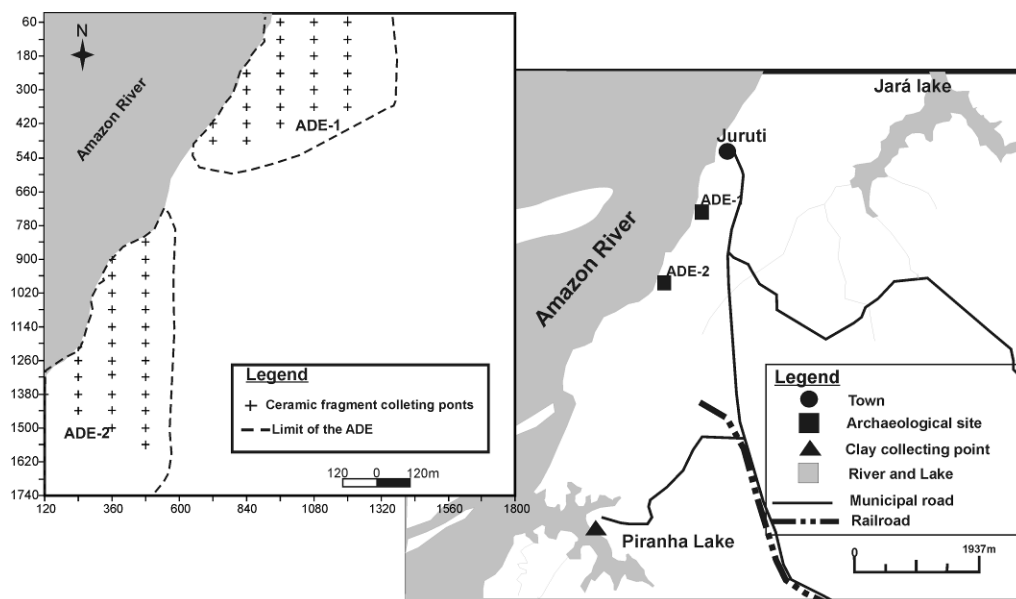 N
60
180
300
420
540
660
780
900
1020
1140
1260
1380
1500
1620
1740
120
360
600
840
1080
1320
1560
1800
Amazon River
ADE-1
ADE-2
Legend
Ceramic fragment colleting ponts
Limit of the ADE
120 0 120m
Jará lake
Juruti
ADE-1
ADE-2
Amazon River
Piranha Lake
Legend
Town
Archaeological site
Clay collecting point
River and Lake
Municipal road
Railroad
0 1937m